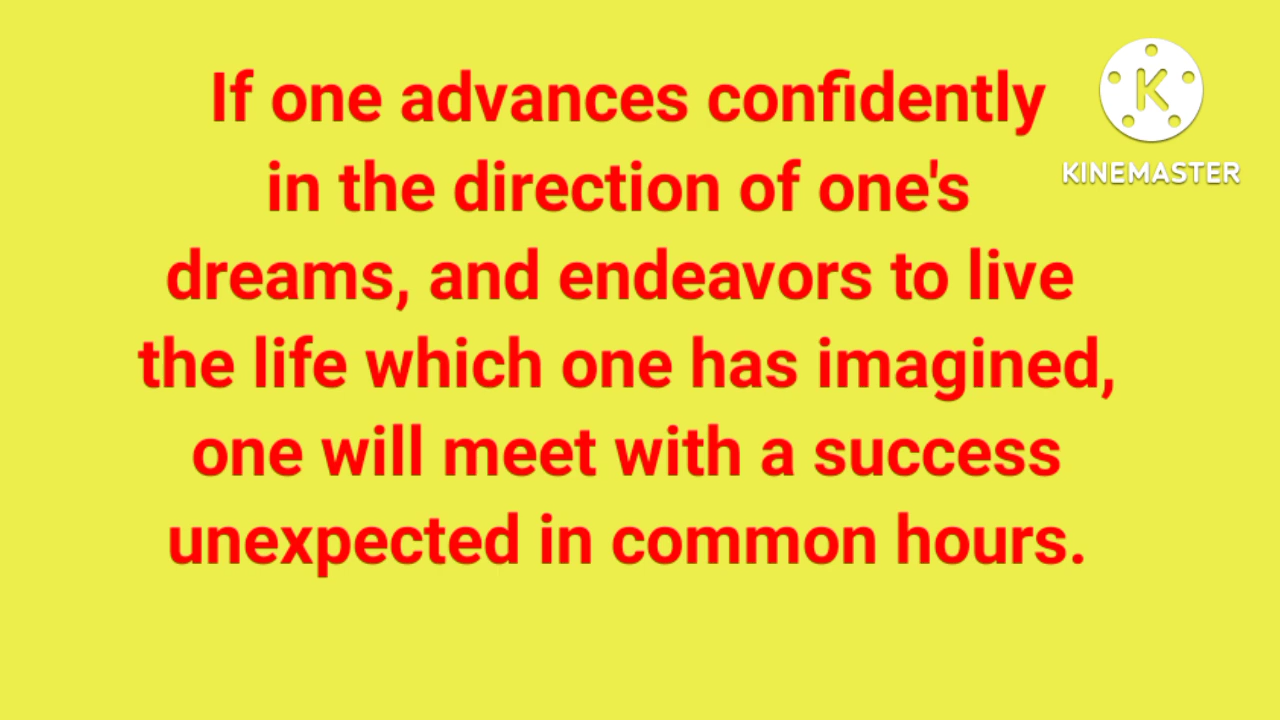 If one advances confidently
in the direction of one's
dreams, and endeavors to live
the life which one has imagined,
one will meet with a success
unexpected in common hours.
K
KINEMASTER